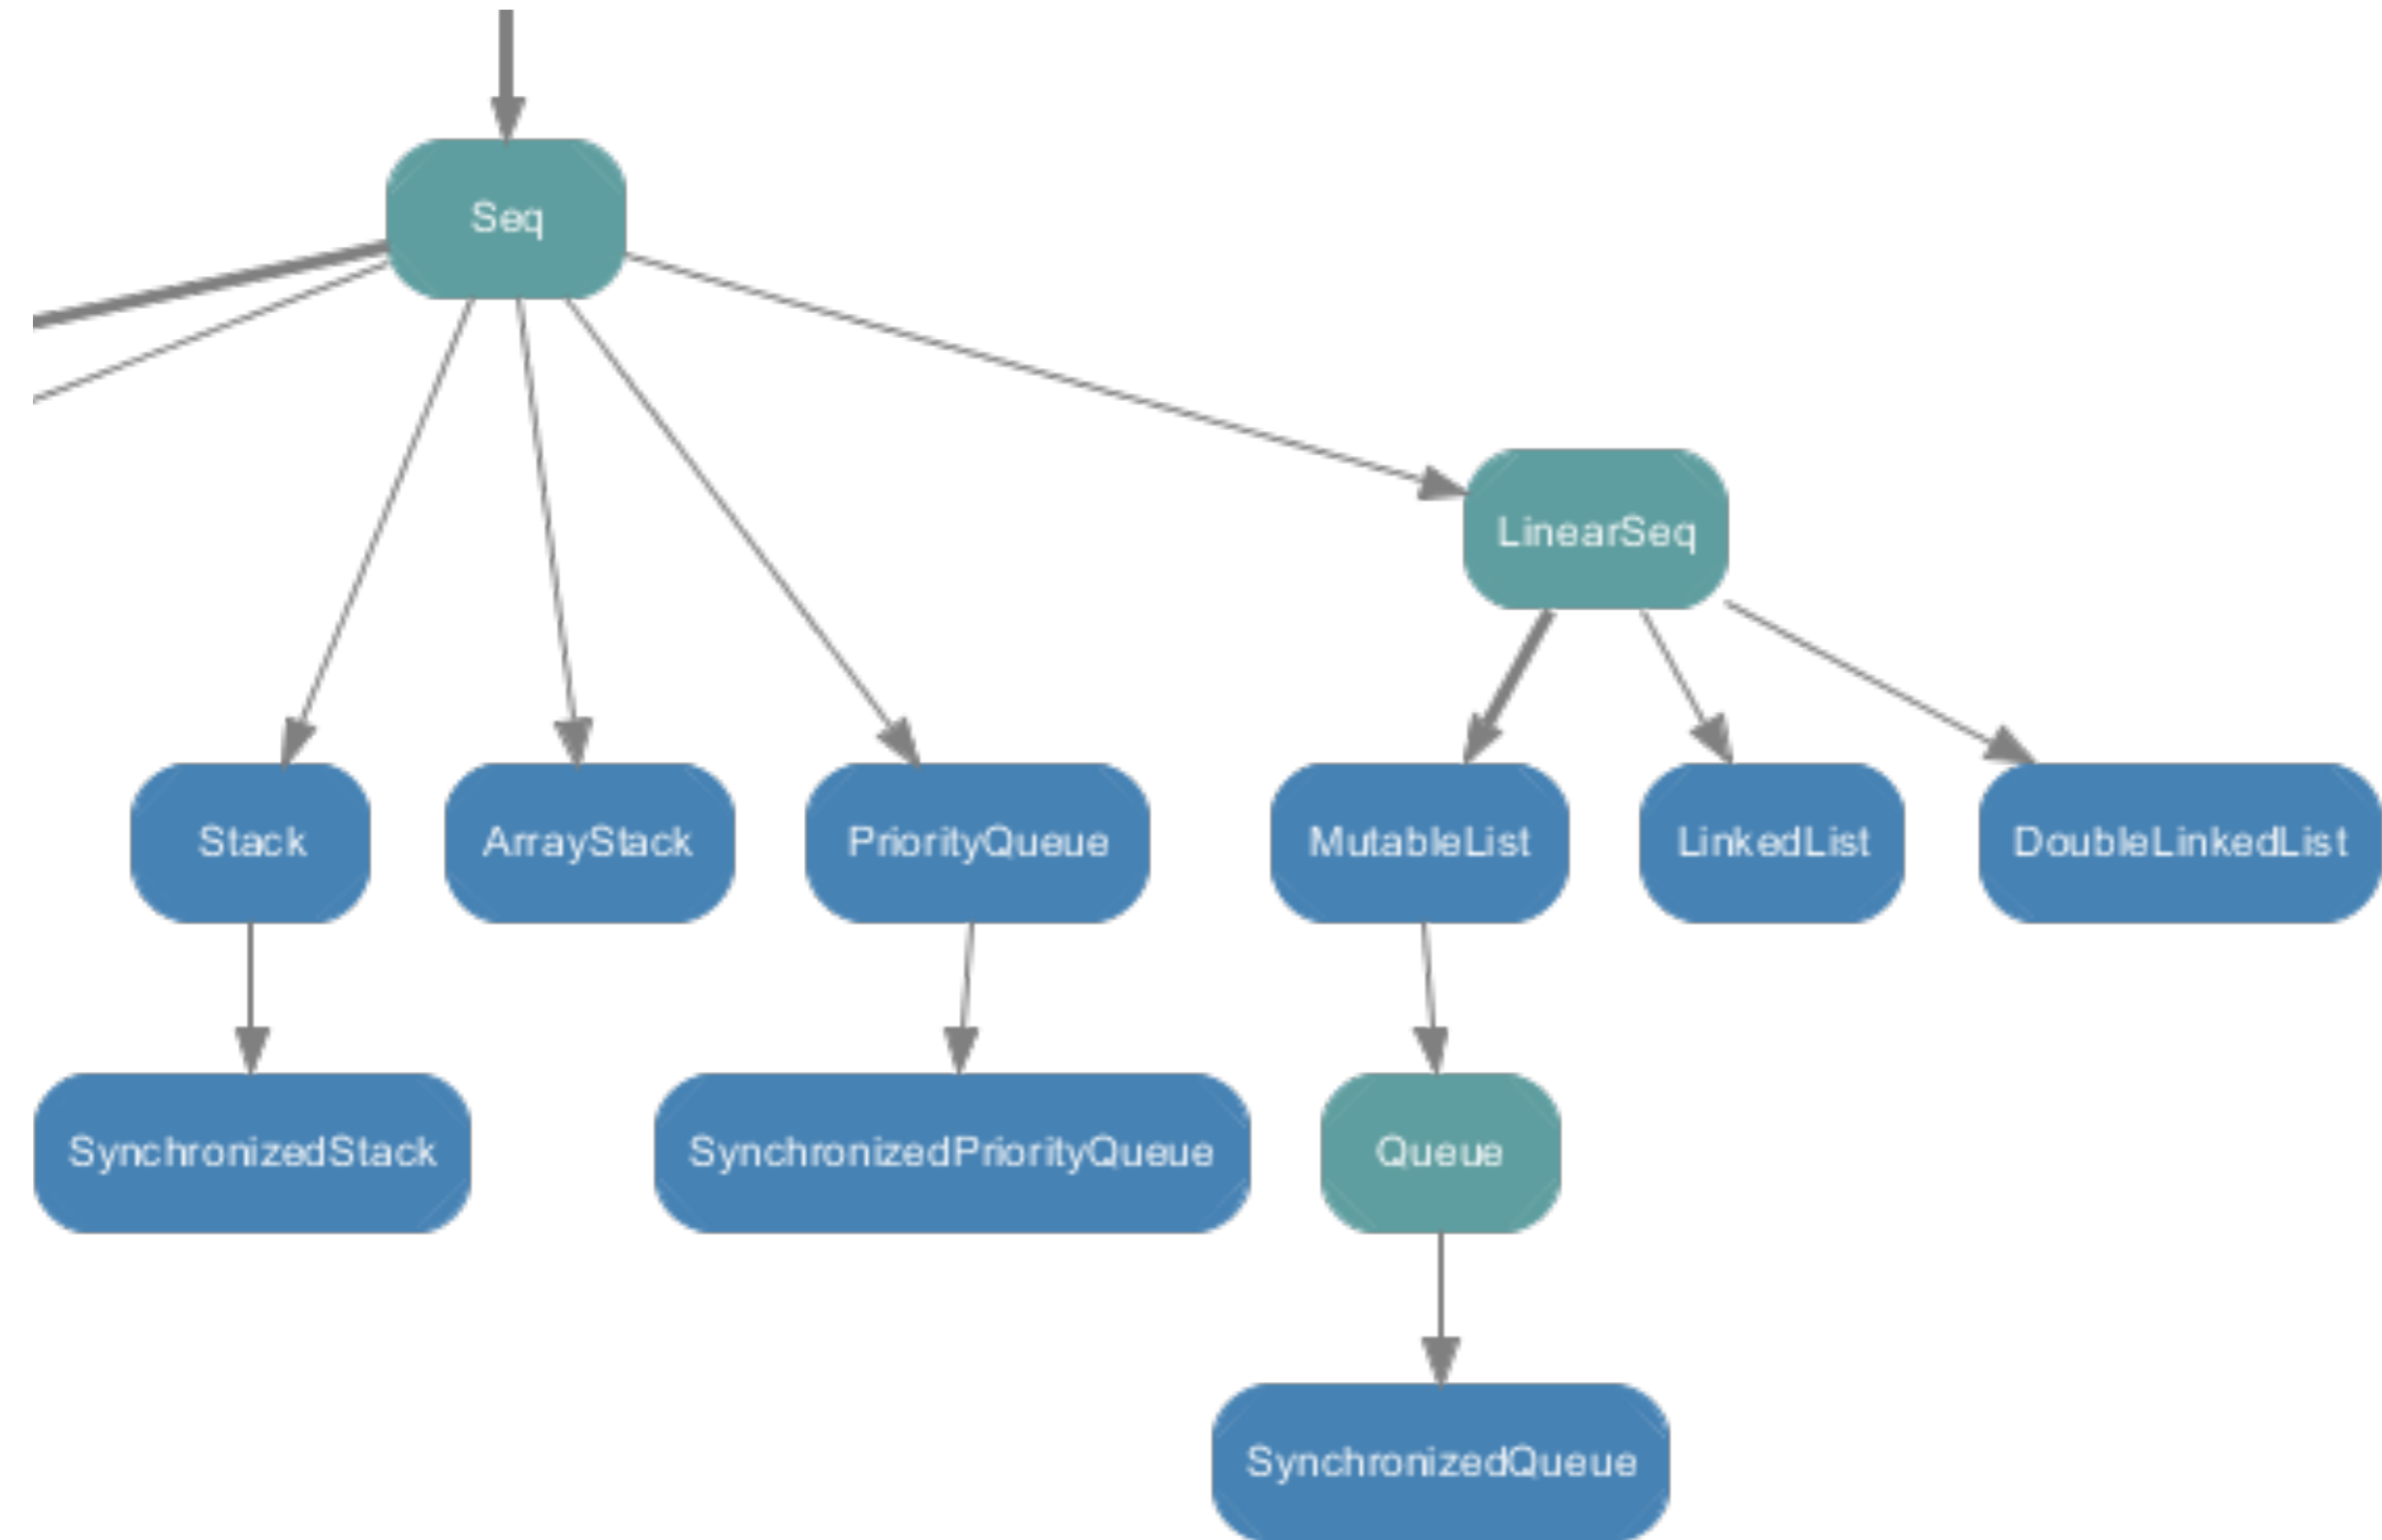 Seq
LinearSeq
Stack
ArrayStack
PriorityQueue
MutableList
LinkedList
DoubleLinkedList
SynchronizedStack
SynchronizedPriorityQueue
Queue
SynchronizedQueue